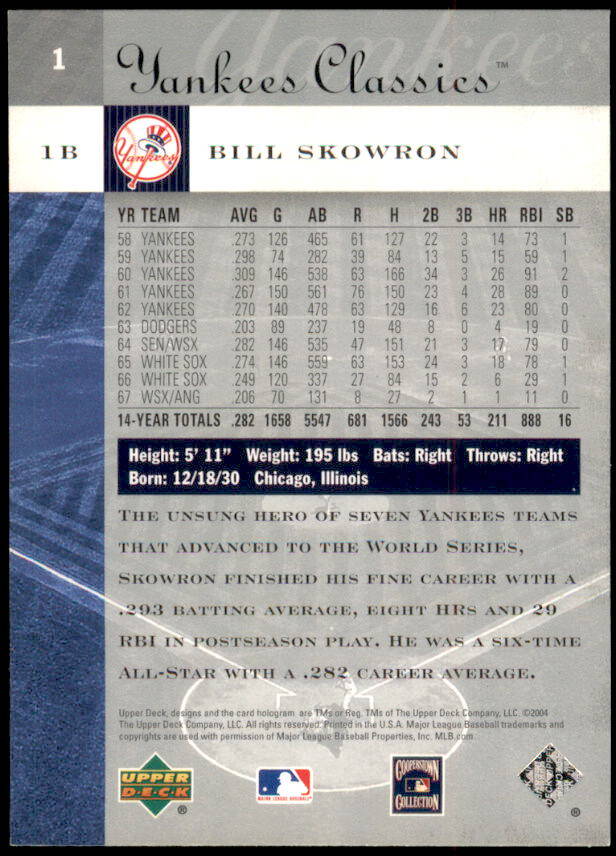 1
Yankees
Yankees Classics™
1B
Yankees
BILL SKOWRON
YR TEAM AVG G AB R H 2B 3B HR RBI SB
58 YANKEES .273 126 465 61 127 22 3 14 73 1
59 YANKEES .298 74 282 39 84 13 5 15 59 1
60 YANKEES .309 146 538 63 166 34 3 26 91 2
61 YANKEES .267 150 561 76 150 23 4 28 89 0
62 YANKEES .270 140 478 63 129 16 6 23 80 0
63 DODGERS .203 89 237 19 48 8 0 4 19 0
64 SEN/WSX .282 146 535 47 151 21 3 17 79 0
65 WHITE SOX .274 146 559 63 153 24 3 18 78 1
66 WHITE SOX .249 120 337 27 84 15 2 6 29 1
67 WSX/ANG .206 70 131 8 27 2 1 1 11 0
14-YEAR TOTALS .282 1658 5547 681 1566 243 53 211 888 16
Height: 5' 11" Weight: 195 lbs Bats: Right Throws: Right
Born: 12/18/30 Chicago, Illinois
THE UNSUNG HERO OF SEVEN YANKEES TEAMS
THAT ADVANCED TO THE WORLD SERIES,
SKOWRON FINISHED HIS FINE CAREER WITH A
.293 BATTING AVERAGE, EIGHT HRS AND 29
RBI IN POSTSEASON PLAY. HE WAS A SIX-TIME
ALL-STAR WITH A .282 CAREER AVERAGE.
Upper Deck, designs and the card hologram are TMs or Reg. TMs of The Upper Deck Company, LLC. ©2004
The Upper Deck Company, LLC. All rights reserved. Printed in the U.S.A. Major League Baseball trademarks and
copyrights are used with permission of Major League Baseball Properties, Inc. MLB.com
UPPER
DECK ®
MAJOR LEAGUE BASEBALL
COOPERSTOWN
COLLECTION
®